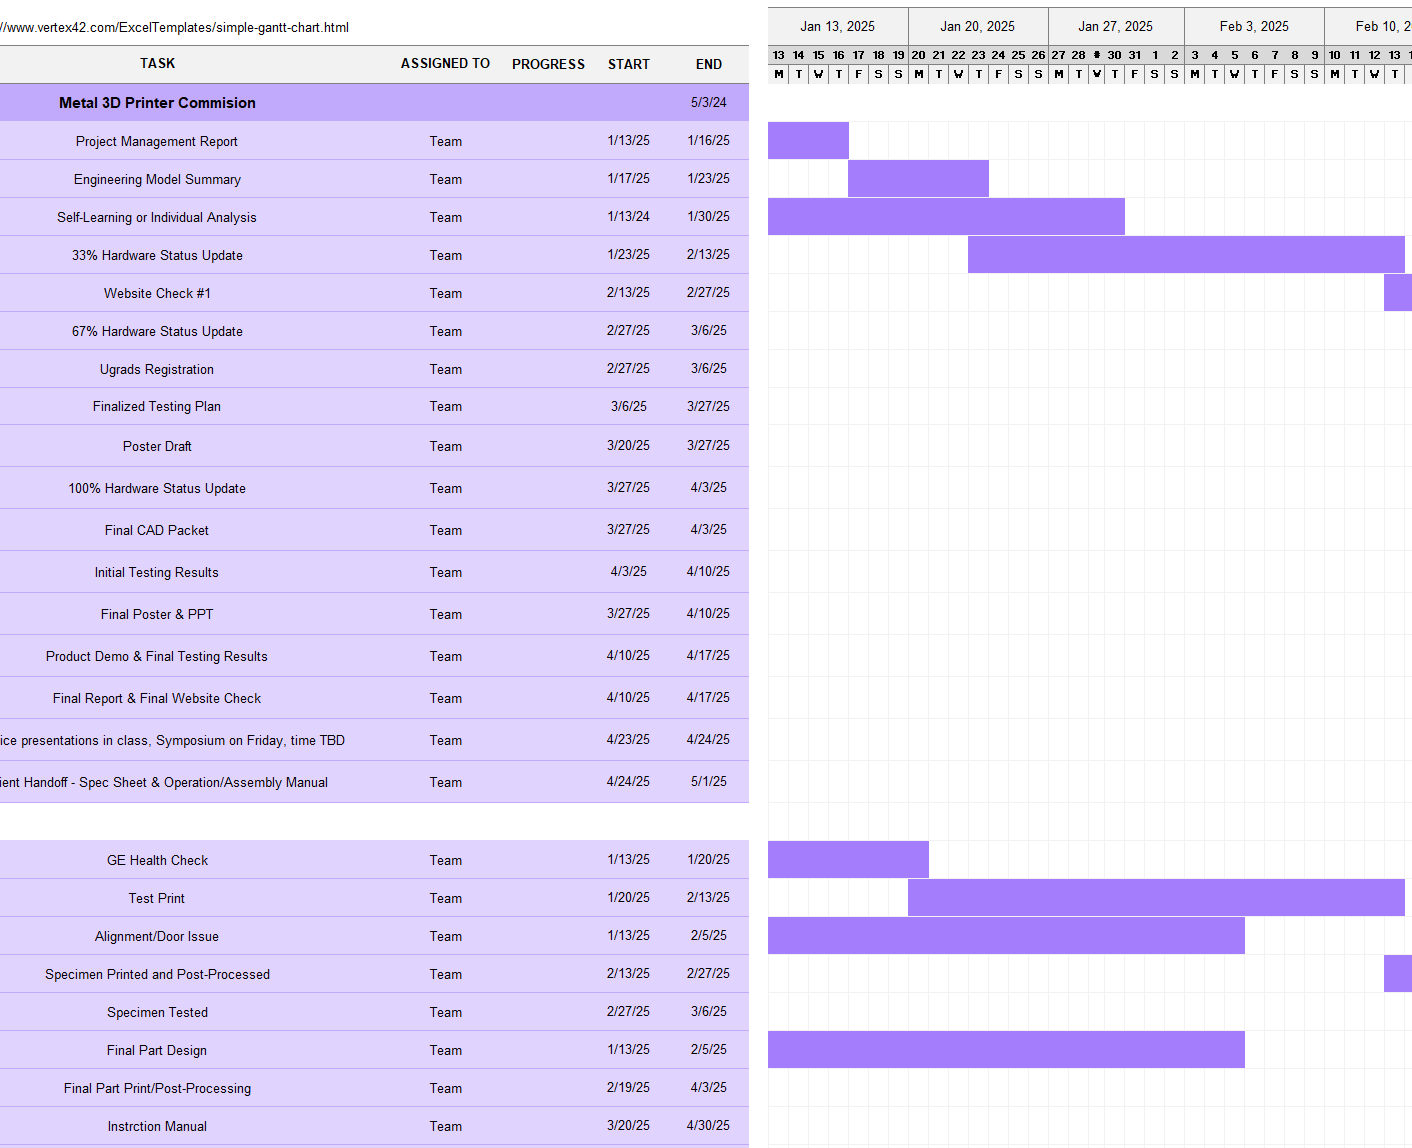 //www.vertex42.com/ExcelTemplates/simple-gantt-chart.html
Jan 13, 2025 Jan 20, 2025 Jan 27, 2025 Feb 3, 2025 Feb 10, 2
13 14 15 16 17 18 19 20 21 22 23 24 25 26 27 28 # 30 31 1 2 3 4 5 6 7 8 9 10 11 12 13
TASK ASSIGNED TO PROGRESS START END
M T W T F S S M T W T F S S M T W T F S S M T W T F S S M T W T
Metal 3D Printer Commision 5/3/24
Project Management Report Team 1/13/25 1/16/25
Engineering Model Summary Team 1/17/25 1/23/25
Self-Learning or Individual Analysis Team 1/13/24 1/30/25
33% Hardware Status Update Team 1/23/25 2/13/25
Website Check #1 Team 2/13/25 2/27/25
67% Hardware Status Update Team 2/27/25 3/6/25
Ugrads Registration Team 2/27/25 3/6/25
Finalized Testing Plan Team 3/6/25 3/27/25
Poster Draft Team 3/20/25 3/27/25
100% Hardware Status Update Team 3/27/25 4/3/25
Final CAD Packet Team 3/27/25 4/3/25
Initial Testing Results Team 4/3/25 4/10/25
Final Poster & PPT Team 3/27/25 4/10/25
Product Demo & Final Testing Results Team 4/10/25 4/17/25
Final Report & Final Website Check Team 4/10/25 4/17/25
ice presentations in class, Symposium on Friday, time TBD Team 4/23/25 4/24/25
ient Handoff - Spec Sheet & Operation/Assembly Manual Team 4/24/25 5/1/25
GE Health Check Team 1/13/25 1/20/25
Test Print Team 1/20/25 2/13/25
Alignment/Door Issue Team 1/13/25 2/5/25
Specimen Printed and Post-Processed Team 2/13/25 2/27/25
Specimen Tested Team 2/27/25 3/6/25
Final Part Design Team 1/13/25 2/5/25
Final Part Print/Post-Processing Team 2/19/25 4/3/25
Instrction Manual Team 3/20/25 4/30/25